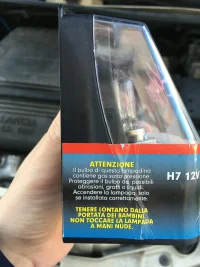 ATTENZIONE
Il bulbo di questa lampadina
contiene gas sotto pressione.
Proteggere il bulbo da possibili
abrasioni, graffi e liquidi.
Accendere la lampada, solo
se installata correttamente.
H7 12V
TENERE LONTANO DALLA
PORTATA DEI BAMBINI
NON TOCCARE LA LAMPADA
A MANI NUDE.